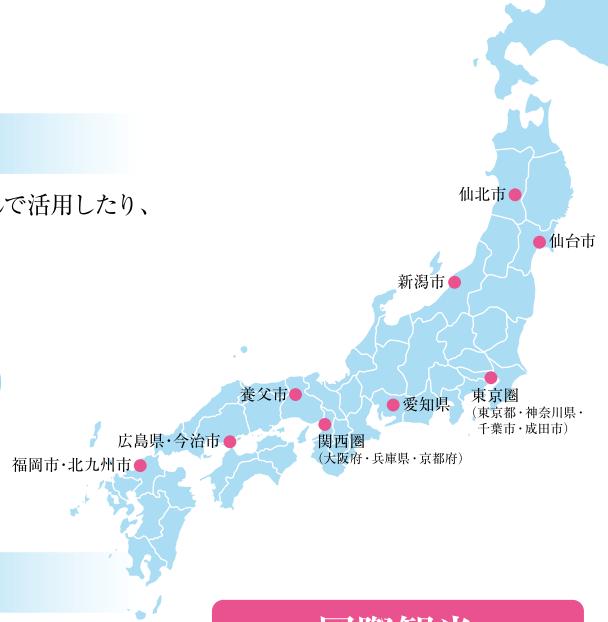 で活用したり、
仙北市
仙台市
新潟市
東京圏
（東京都・神奈川県・
千葉市・成田市）
愛知県
養父市
関西圏
（大阪府・兵庫県・京都府）
広島県・今治市
福岡市・北九州市